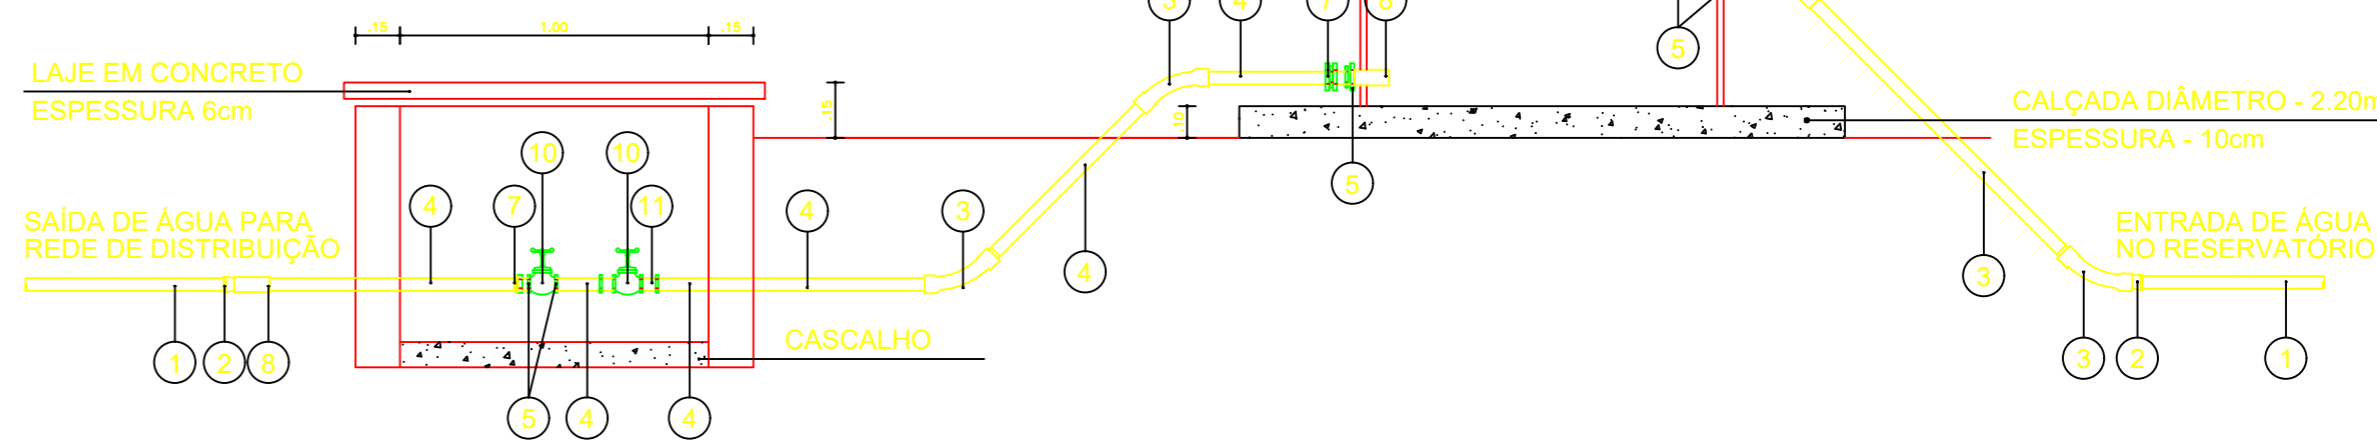 3 4 7 8
.15 1.00 .15
5
LAJE EM CONCRETO
ESPESSURA 6cm
.15
.10
CALÇADA DIÂMETRO - 2.20m
ESPESSURA - 10cm
10 10
5
4 7 11 4 3
SAÍDA DE ÁGUA PARA
REDE DE DISTRIBUIÇÃO
4
3
ENTRADA DE ÁGUA
NO RESERVATÓRIO
CASCALHO
1 2 8
3 2 1
5 4 4